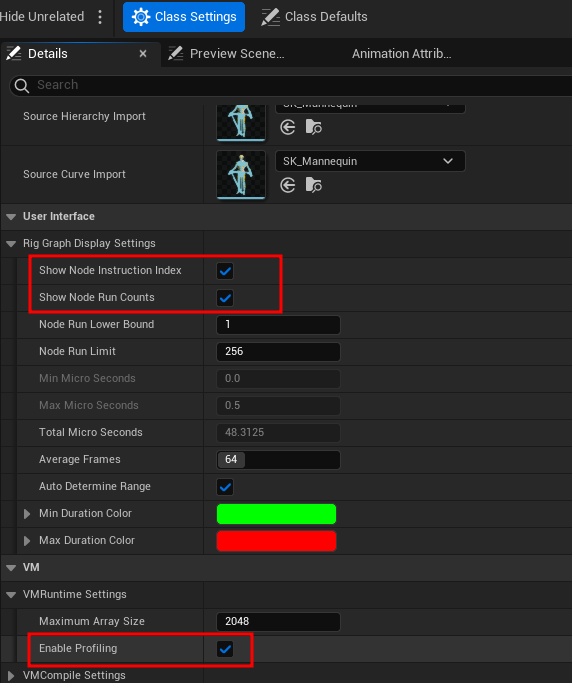 Hide Unrelated Class Settings Class Defaults
Details Preview Scene... Animation Attrib...
Search
Source Hierarchy Import SK_Mannequin
Source Curve Import SK_Mannequin
User Interface
Rig Graph Display Settings
Show Node Instruction Index
Show Node Run Counts
Node Run Lower Bound 1
Node Run Limit 256
Min Micro Seconds 0.0
Max Micro Seconds 0.5
Total Micro Seconds 48.3125
Average Frames 64
Auto Determine Range
Min Duration Color
Max Duration Color
VM
VMRuntime Settings
Maximum Array Size 2048
Enable Profiling
VMCompile Settings